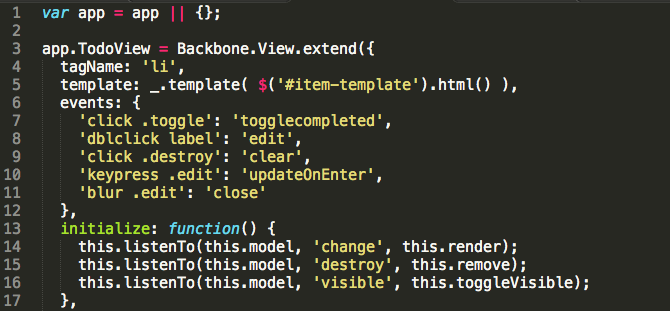 1 var app = app || {};
2
3 app.TodoView = Backbone.View.extend({
4   tagName: 'li',
5   template: _.template( $('#item-template').html() ),
6   events: {
7     'click .toggle': 'togglecompleted',
8     'dblclick label': 'edit',
9     'click .destroy': 'clear',
10     'keypress .edit': 'updateOnEnter',
11     'blur .edit': 'close'
12   },
13   initialize: function() {
14     this.listenTo(this.model, 'change', this.render);
15     this.listenTo(this.model, 'destroy', this.remove);
16     this.listenTo(this.model, 'visible', this.toggleVisible);
17   },